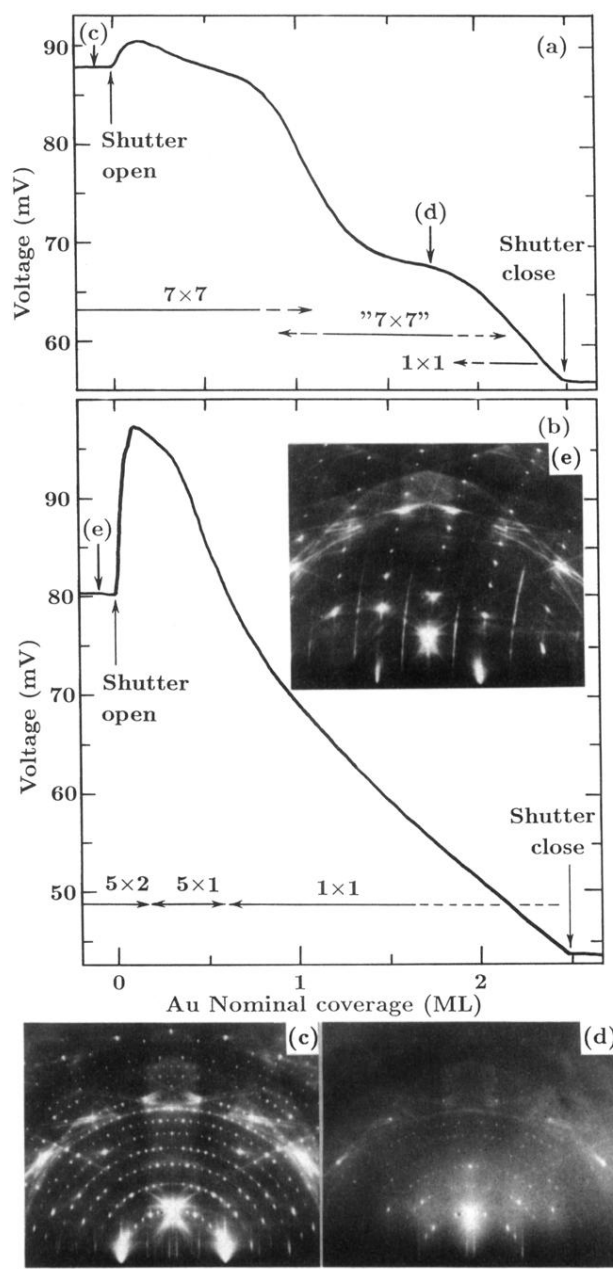 (c)
(a)
90
Shutter
open
80
Voltage (mV)
(d)
70
Shutter
close
7×7
"7×7"
60
1×1
(b)
(e)
90
(e)
80
Shutter
open
Voltage (mV)
70
60
Shutter
close
5×2 5×1 1×1
50
0 1 2
Au Nominal coverage (ML)
(c) (d)